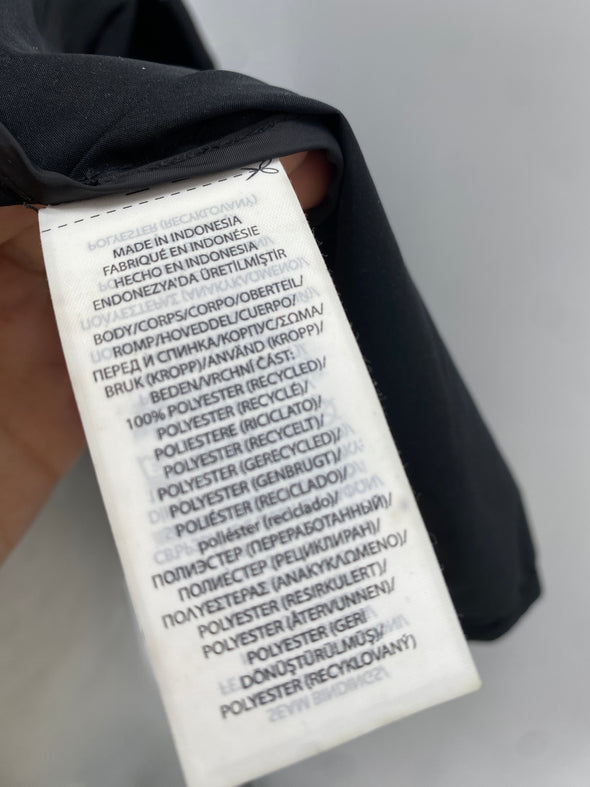 MADE IN INDONESIA
FABRIQUÉ EN INDONÉSIE
HECHO EN INDONESIA
ENDONEZYA'DA ÜRETİLMİŞTİR
BODY/CORPS/CORPO/OBERTEIL/
ROMP/HOVEDDEL/CUERPO/
ПЕРЕД И СПИНКА/КОРПУС/ΣΩΜΑ/
BRUK (KROPP)/ANVÄND (KROPP)/
BEDEN/VRCHNÍ ČÁST:
100% POLYESTER (RECYCLED)/
POLYESTER (RECYCLÉ)/
POLIESTERE (RICICLATO)/
POLYESTER (RECYCELT)/
POLYESTER (GERECYCLED)/
POLYESTER (GENBRUGT)/
POLIÉSTER (RECICLADO)/
poliéster (reciclado)/
ПОЛИЭСТЕР (ПЕРЕРАБОТАННЫЙ)/
ПОЛИЕСТЕР (РЕЦИКЛИРАН)/
ΠΟΛΥΕΣΤΕΡΑΣ (ΑΝΑΚΥΚΛΩΜΕΝΟ)/
POLYESTER (RESIRKULERT)/
POLYESTER (ÅTERVUNNEN)/
POLYESTER (GERİ
DÖNÜŞTÜRÜLMÜŞ)/
POLYESTER (RECYKLOVANÝ)